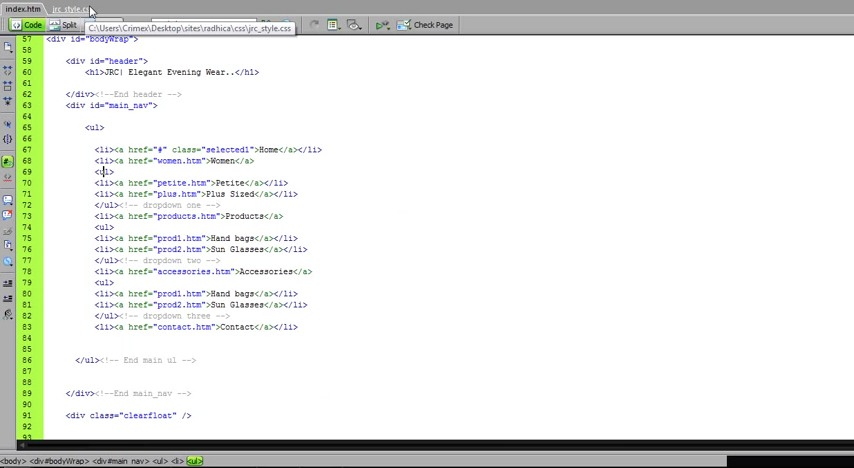 index.htm jrc_style.css
Code Split Check Page
C:\Users\Crimex\Desktop\sites\radhica\css\jrc_style.css
57 <div id="bodyWrap">
58
59 <div id="header">
60 <h1>JRC| Elegant Evening Wear..</h1>
61
62 </div><!--End header -->
63 <div id="main_nav">
64
65 <ul>
66
67 <li><a href="#" class="selected1">Home</a></li>
68 <li><a href="women.htm">Women</a>
69 <ul>
70 <li><a href="petite.htm">Petite</a></li>
71 <li><a href="plus.htm">Plus Sized</a></li>
72 </ul><!-- dropdown one -->
73 <li><a href="products.htm">Products</a>
74 <ul>
75 <li><a href="prod1.htm">Hand bags</a></li>
76 <li><a href="prod2.htm">Sun Glasses</a></li>
77 </ul><!-- dropdown two -->
78 <li><a href="accessories.htm">Accessories</a>
79 <ul>
80 <li><a href="prod1.htm">Hand bags</a></li>
81 <li><a href="prod2.htm">Sun Glasses</a></li>
82 </ul><!-- dropdown three -->
83 <li><a href="contact.htm">Contact</a></li>
84
85
86 </ul><!-- End main ul -->
87
88
89 </div><!--End main_nav -->
90
91 <div class="clearfloat" />
92
93
<body> <div#bodyWrap> <div#main_nav> <ul> <li> <ul>